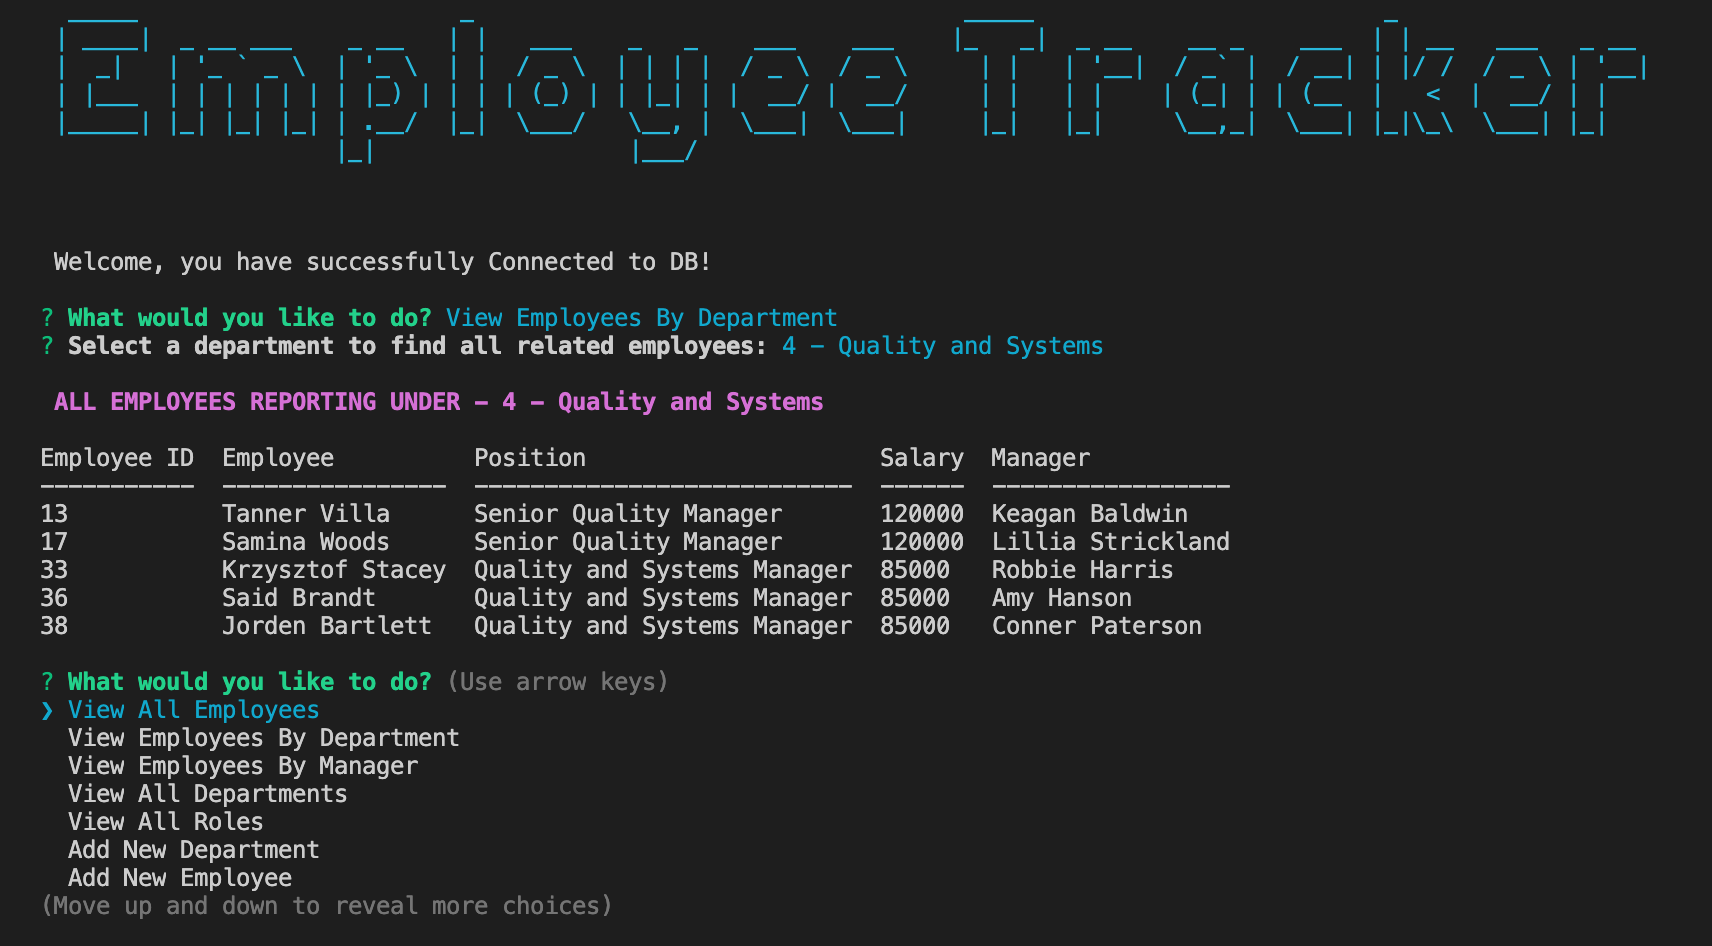 Employee Tracker
Welcome, you have successfully Connected to DB!
? What would you like to do? View Employees By Department
? Select a department to find all related employees: 4 – Quality and Systems
ALL EMPLOYEES REPORTING UNDER – 4 – Quality and Systems
Employee ID  Employee          Position                     Salary  Manager
-----------  ----------------  ---------------------------  ------  -----------------
13           Tanner Villa      Senior Quality Manager       120000  Keagan Baldwin
17           Samina Woods      Senior Quality Manager       120000  Lillia Strickland
33           Krzysztof Stacey  Quality and Systems Manager  85000   Robbie Harris
36           Said Brandt       Quality and Systems Manager  85000   Amy Hanson
38           Jorden Bartlett   Quality and Systems Manager  85000   Conner Paterson
? What would you like to do? (Use arrow keys)
❯ View All Employees
View Employees By Department
View Employees By Manager
View All Departments
View All Roles
Add New Department
Add New Employee
(Move up and down to reveal more choices)